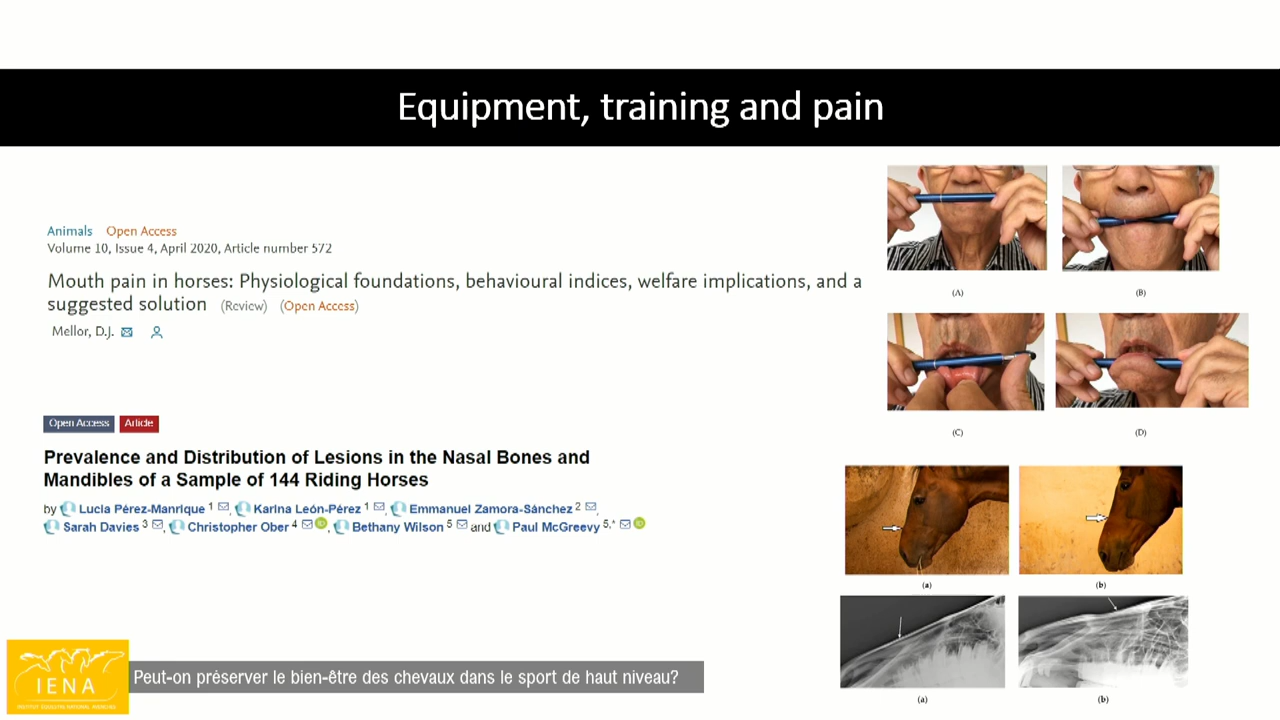 Equipment, training and pain
Animals Open Access
Volume 10, Issue 4, April 2020, Article number 572
Mouth pain in horses: Physiological foundations, behavioural indices, welfare implications, and a
suggested solution (Review) (Open Access)
Mellor, D.J.
Open Access Article
Prevalence and Distribution of Lesions in the Nasal Bones and
Mandibles of a Sample of 144 Riding Horses
by Lucia Pérez-Manrique 1, Karina León-Pérez 1, Emmanuel Zamora-Sánchez 2,
Sarah Davies 3, Christopher Ober 4, Bethany Wilson 5 and Paul McGreevy 5,*
(A) (B)
(C) (D)
(a) (b)
(a) (b)
IENA
Peut-on préserver le bien-être des chevaux dans le sport de haut niveau?